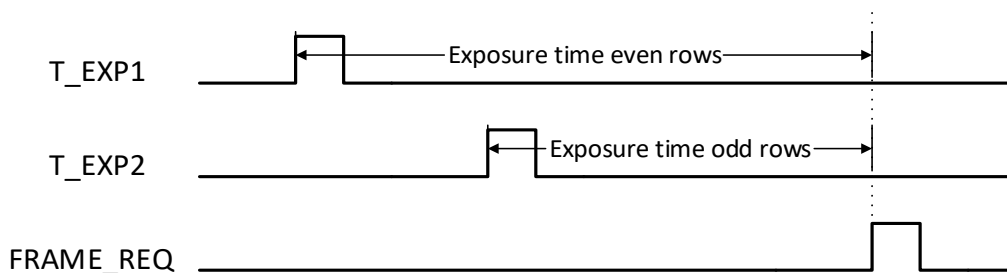 T_EXP1
Exposure time even rows
T_EXP2
Exposure time odd rows
FRAME_REQ